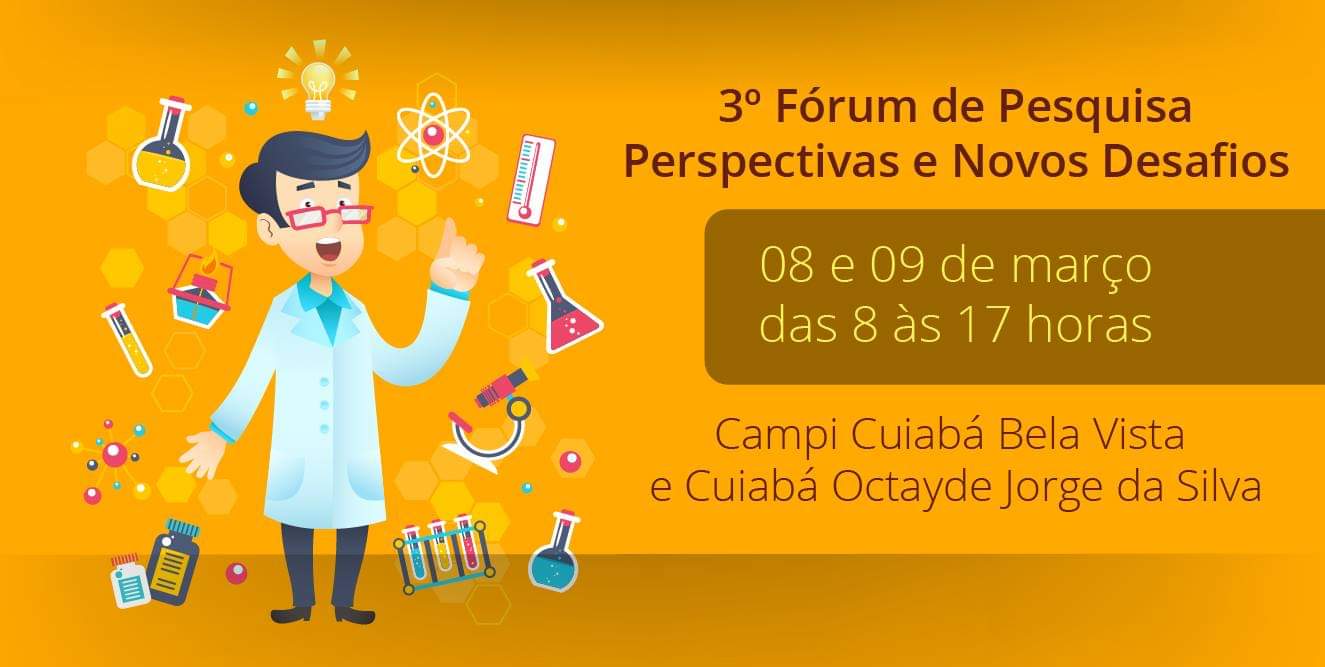 3º Fórum de Pesquisa
Perspectivas e Novos Desafios
08 e 09 de março
das 8 às 17 horas
Campi Cuiabá Bela Vista
e Cuiabá Octayde Jorge da Silva